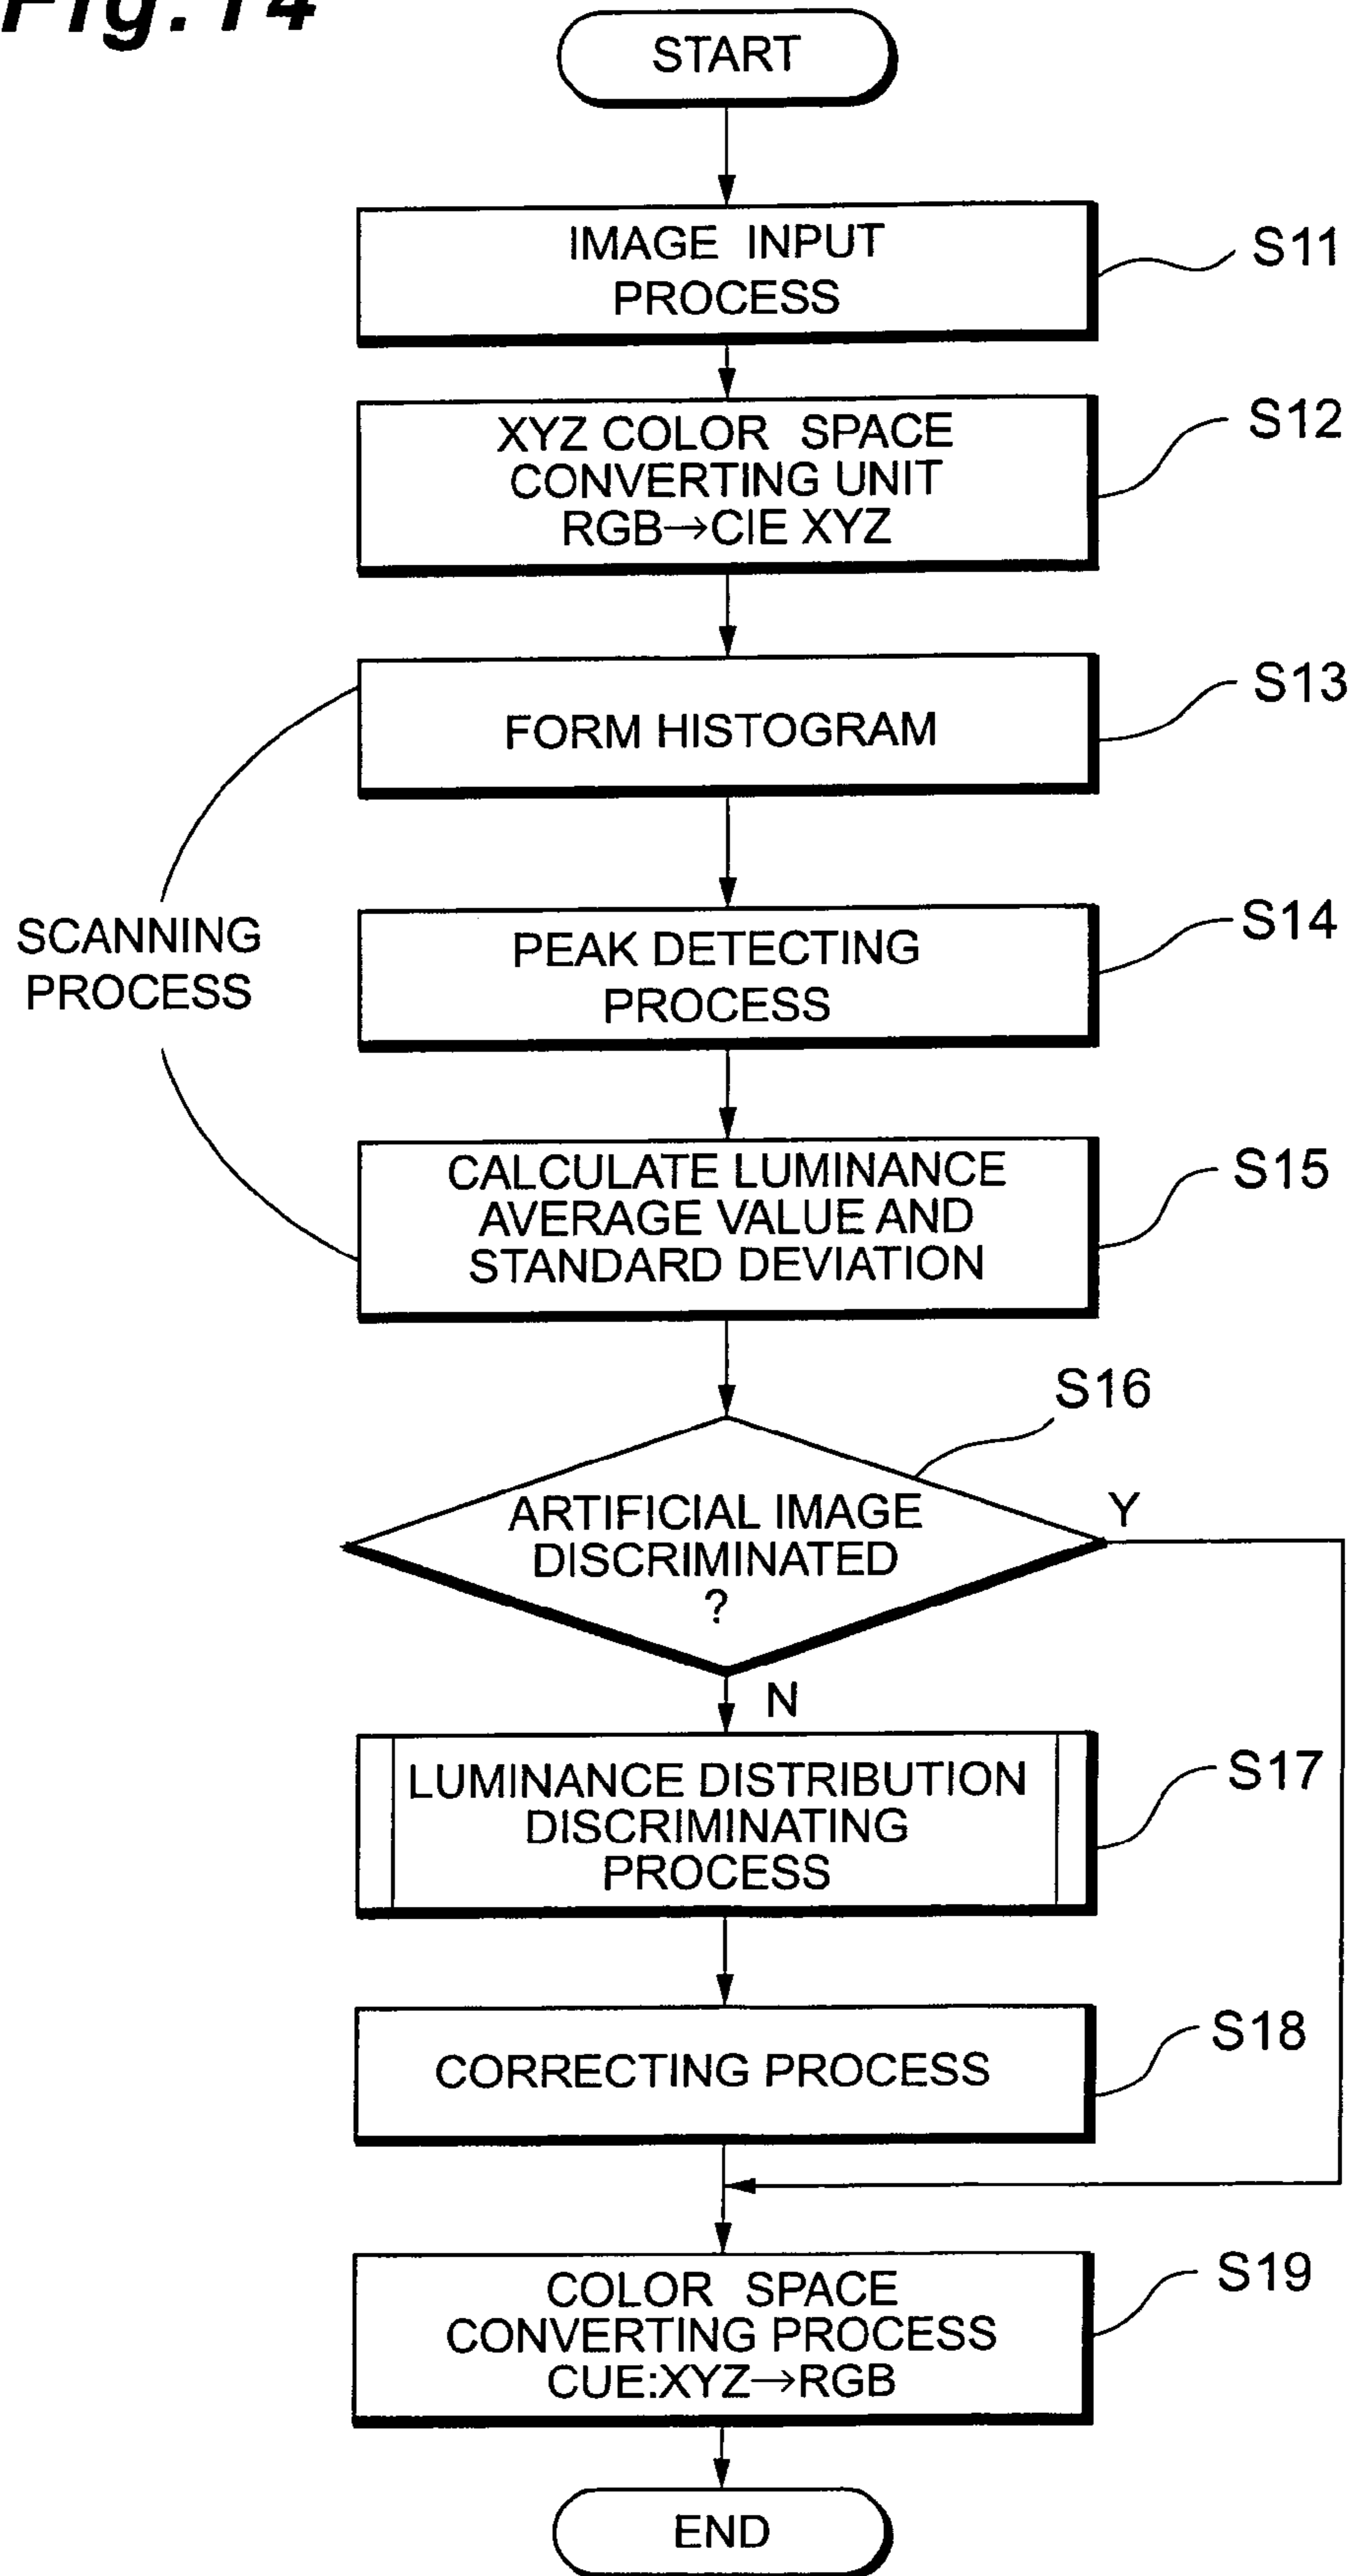 Fig.14
START
IMAGE INPUT
PROCESS
S11
XYZ COLOR SPACE
CONVERTING UNIT
RGB→CIE XYZ
S12
FORM HISTOGRAM
S13
SCANNING
PROCESS
PEAK DETECTING
PROCESS
S14
CALCULATE LUMINANCE
AVERAGE VALUE AND
STANDARD DEVIATION
S15
S16
ARTIFICIAL IMAGE
DISCRIMINATED
?
Y
N
LUMINANCE DISTRIBUTION
DISCRIMINATING
PROCESS
S17
CORRECTING PROCESS
S18
COLOR SPACE
CONVERTING PROCESS
CUE:XYZ→RGB
S19
END